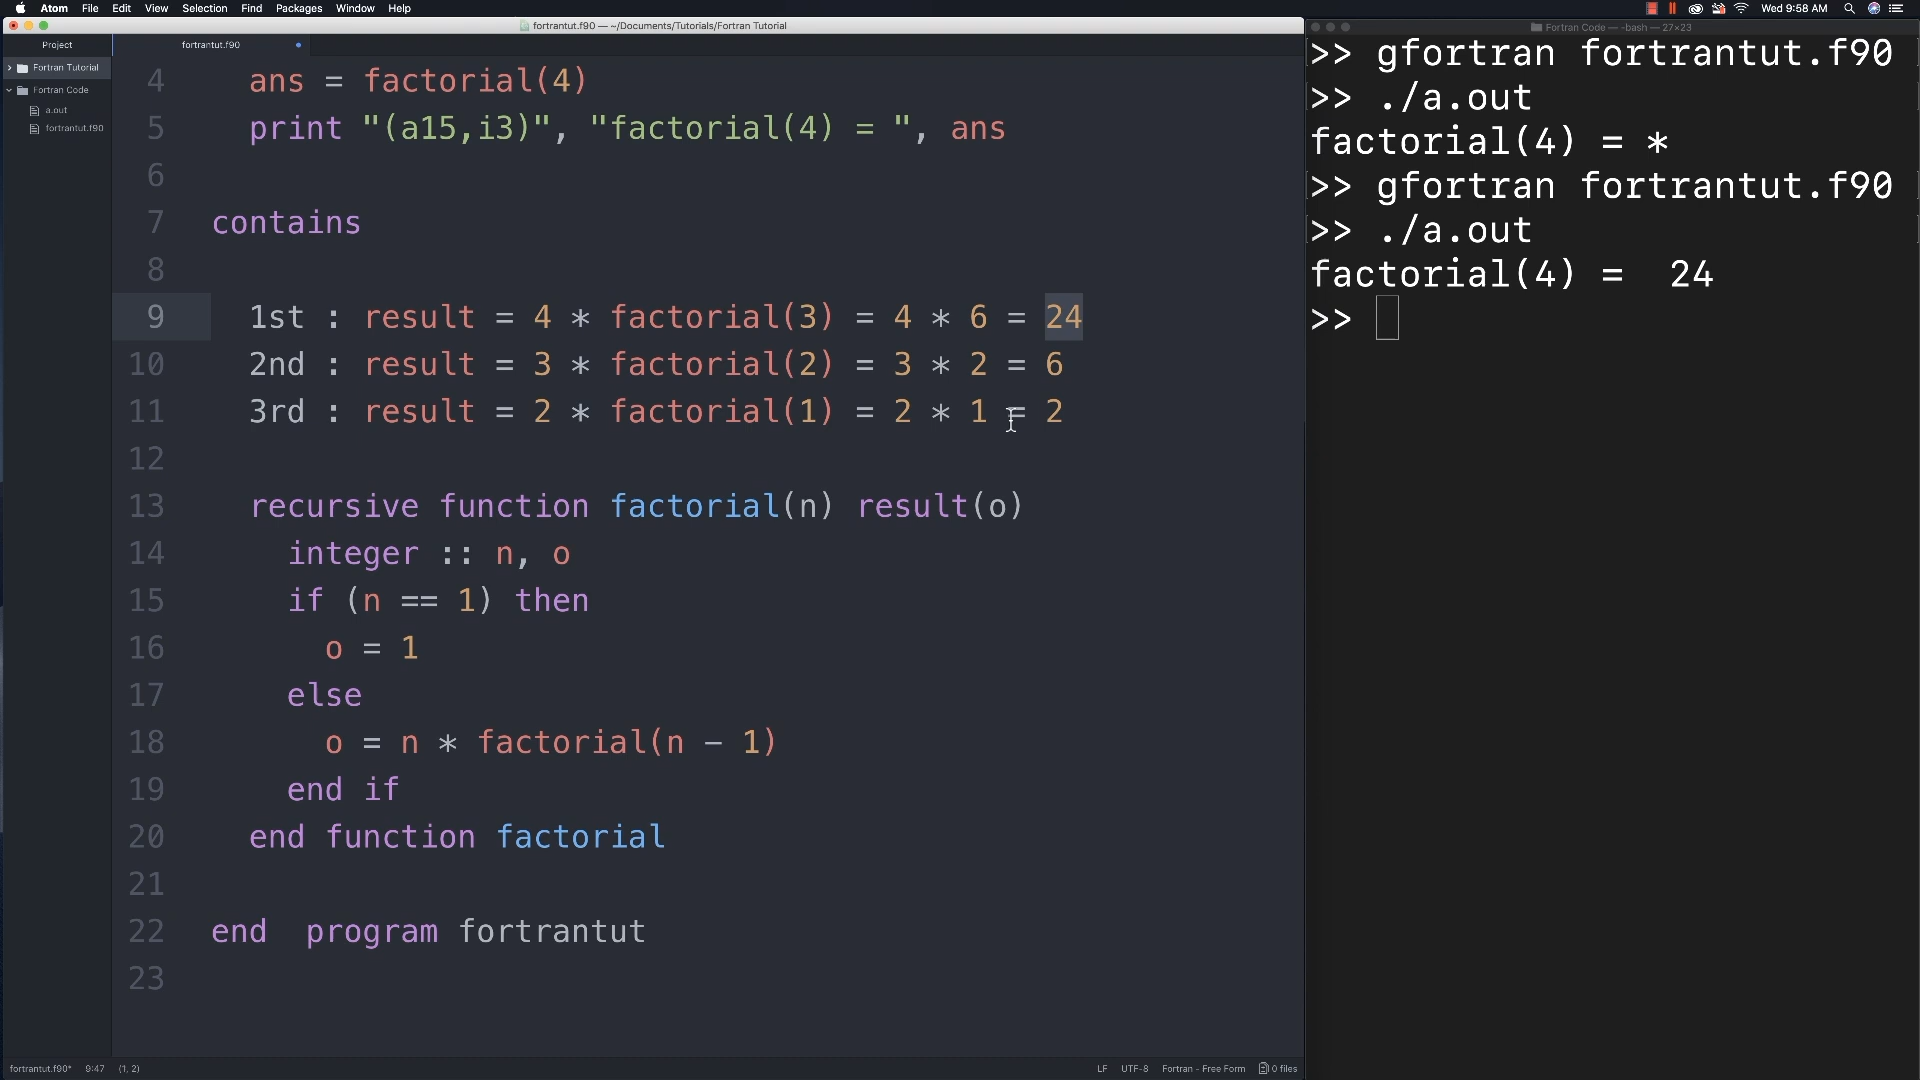 Atom File Edit View Selection Find Packages Window Help Wed 9:58 AM
fortrantut.f90 — ~/Documents/Tutorials/Fortran Tutorial
Project
fortrantut.f90
Fortran Tutorial
Fortran Code
a.out
fortrantut.f90
4 ans = factorial(4)
5 print "(a15,i3)", "factorial(4) = ", ans
6
7 contains
8
9 1st : result = 4 * factorial(3) = 4 * 6 = 24
10 2nd : result = 3 * factorial(2) = 3 * 2 = 6
11 3rd : result = 2 * factorial(1) = 2 * 1 = 2
12
13 recursive function factorial(n) result(o)
14 integer :: n, o
15 if (n == 1) then
16 o = 1
17 else
18 o = n * factorial(n - 1)
19 end if
20 end function factorial
21
22 end program fortrantut
23
fortrantut.f90* 9:47 (1, 2) LF UTF-8 Fortran - Free Form 0 files
Fortran Code — -bash — 27×23
>> gfortran fortrantut.f90
>> ./a.out
factorial(4) = *
>> gfortran fortrantut.f90
>> ./a.out
factorial(4) = 24
>>